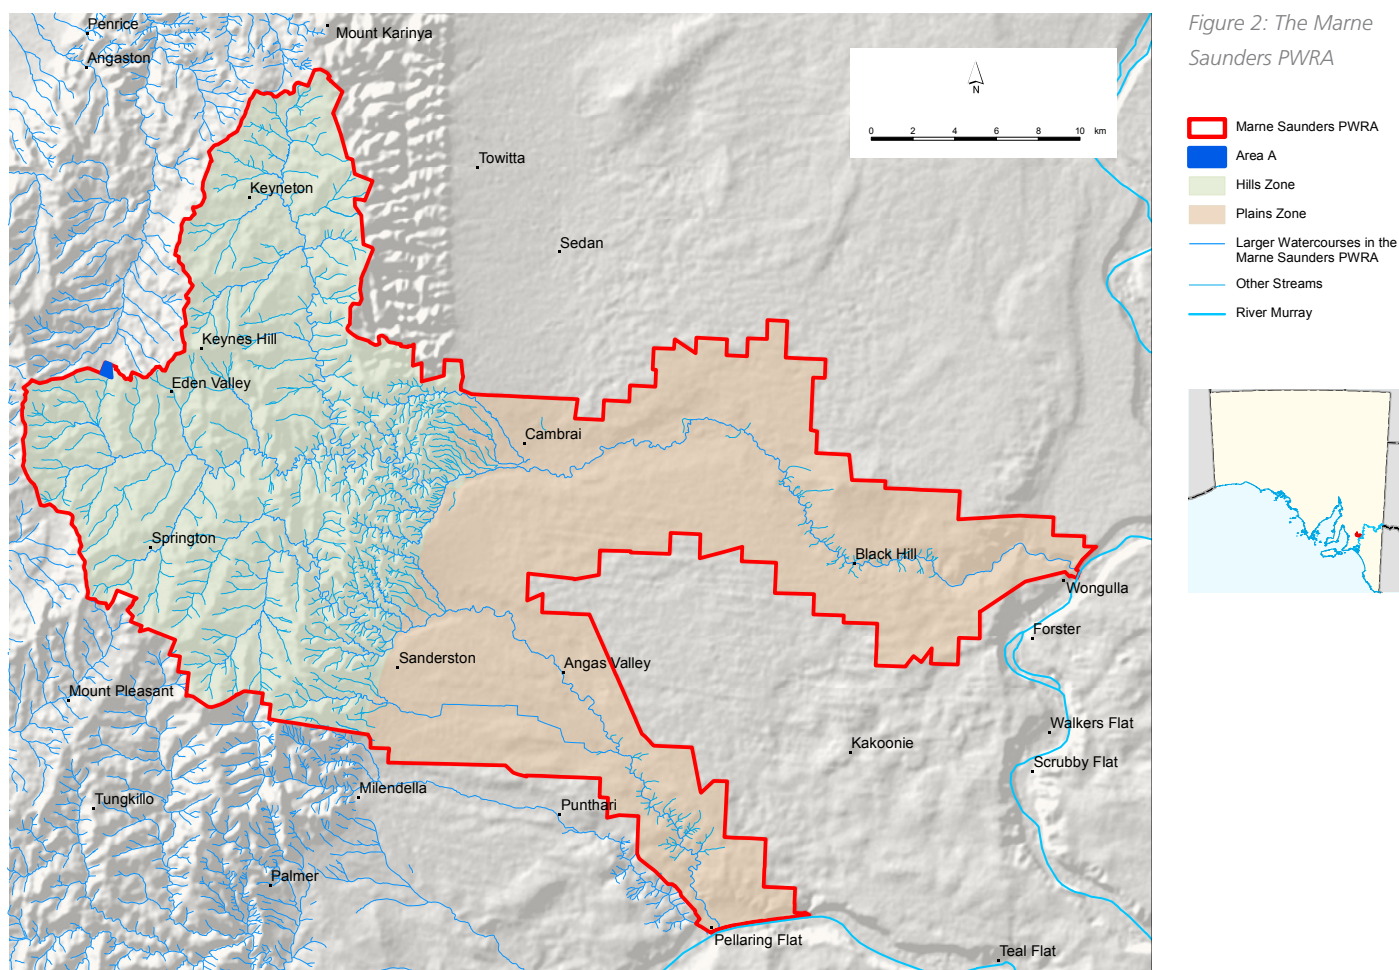 Figure 2: The Marne
Saunders PWRA
Marne Saunders PWRA
Area A
Hills Zone
Plains Zone
Larger Watercourses in the
Marne Saunders PWRA
Other Streams
River Murray
N
0 2 4 6 8 10 km
Penrice
Mount Karinya
Angaston
Towitta
Keyneton
Sedan
Keynes Hill
Eden Valley
Cambrai
Springton
Black Hill
Wongulla
Forster
Sanderston
Angas Valley
Mount Pleasant
Walkers Flat
Kakoonie
Scrubby Flat
Milendella
Tungkillo
Punthari
Palmer
Pellaring Flat
Teal Flat